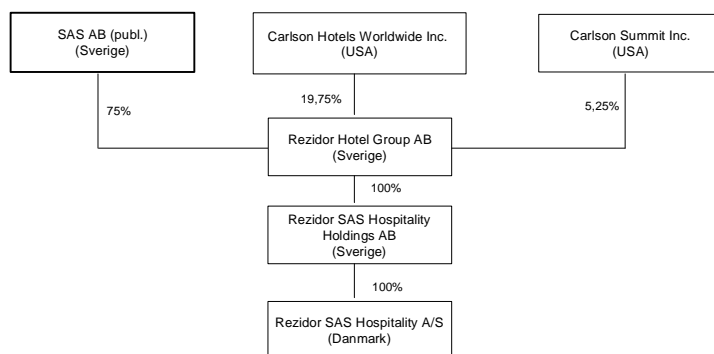 SAS AB (publ.)
(Sverige)
Carlson Hotels Worldwide Inc.
(USA)
Carlson Summit Inc.
(USA)
75%
19,75%
5,25%
Rezidor Hotel Group AB
(Sverige)
100%
Rezidor SAS Hospitality
Holdings AB
(Sverige)
100%
Rezidor SAS Hospitality A/S
(Danmark)